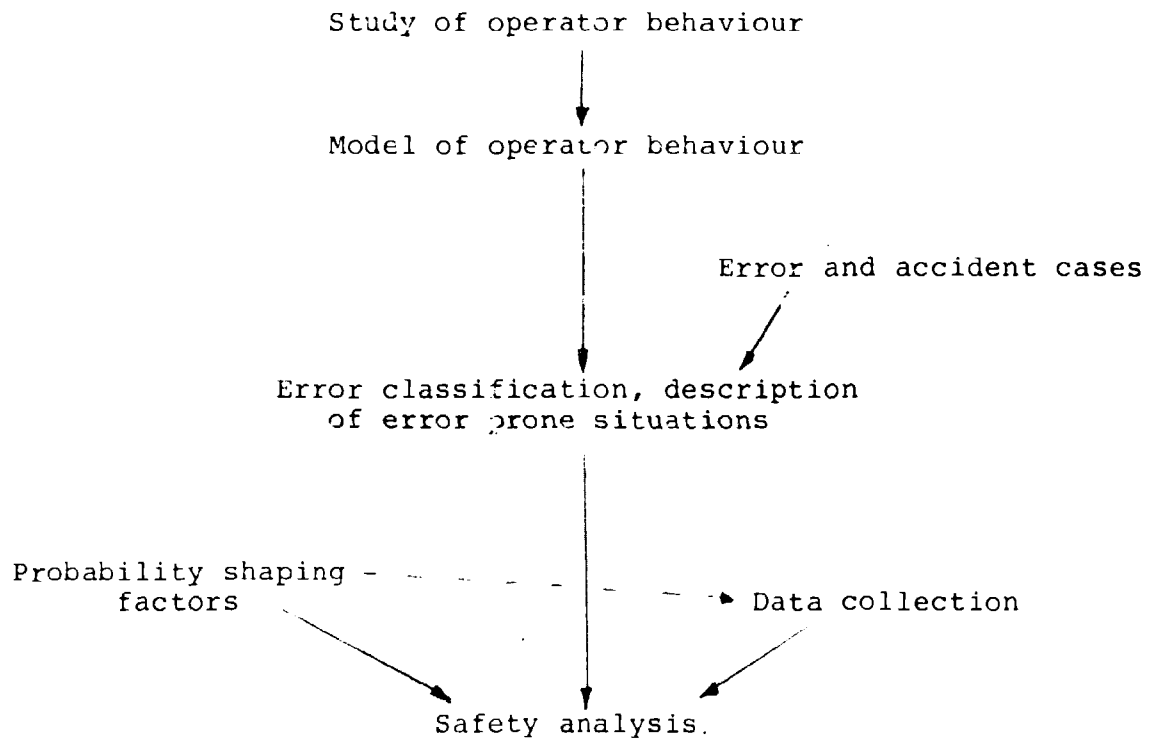 Study of operator behaviour
Model of operator behaviour
Error and accident cases
Error classification, description
of error prone situations
Probability shaping
factors
Data collection
Safety analysis.